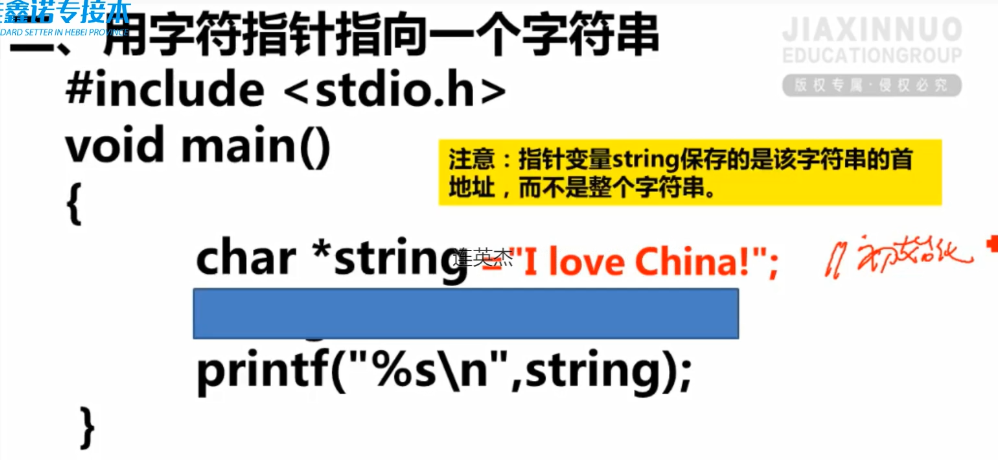 鑫诺专接本
DARD SETTER IN HEBEI PROVINCE
二、用字符指针指向一个字符串
JIAXINNUO
EDUCATIONGROUP
版权专属·侵权必究
#include <stdio.h>
void main()
注意：指针变量string保存的是该字符串的首
地址，而不是整个字符串。
{
char *string ="I love China!"; // 初始化
连英杰
printf("%s\n",string);
}